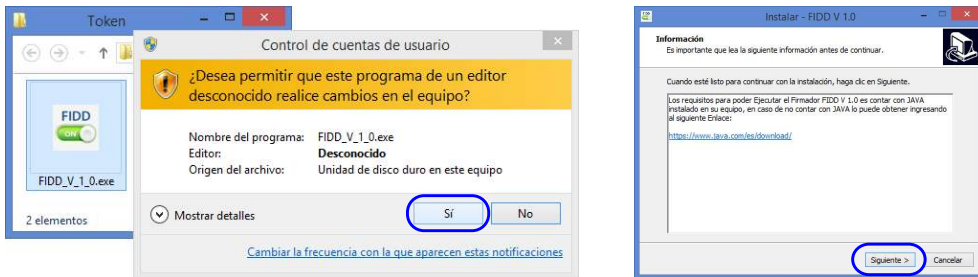 Token
FIDD
ON
FIDD_V_1_0.exe
2 elementos
Control de cuentas de usuario
¿Desea permitir que este programa de un editor
desconocido realice cambios en el equipo?
Nombre del programa: FIDD_V_1_0.exe
Editor: Desconocido
Origen del archivo: Unidad de disco duro en este equipo
Mostrar detalles
Sí
No
Cambiar la frecuencia con la que aparecen estas notificaciones
Instalar - FIDD V 1.0
Información
Es importante que lea la siguiente información antes de continuar.
Cuando esté listo para continuar con la instalación, haga clic en Siguiente.
Los requisitos para poder Ejecutar el Firmador FIDD V 1.0 es contar con JAVA
instalado en su equipo, en caso de no contar con JAVA lo puede obtener ingresando
al siguiente Enlace:
https://www.java.com/es/download/
Siguiente >
Cancelar